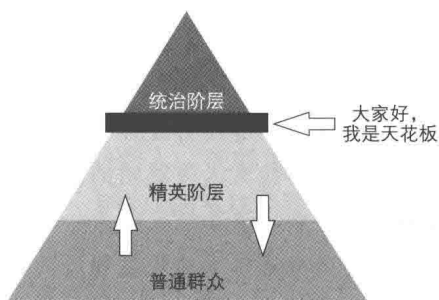 统治阶层
大家好，
我是天花板
精英阶层
普通群众